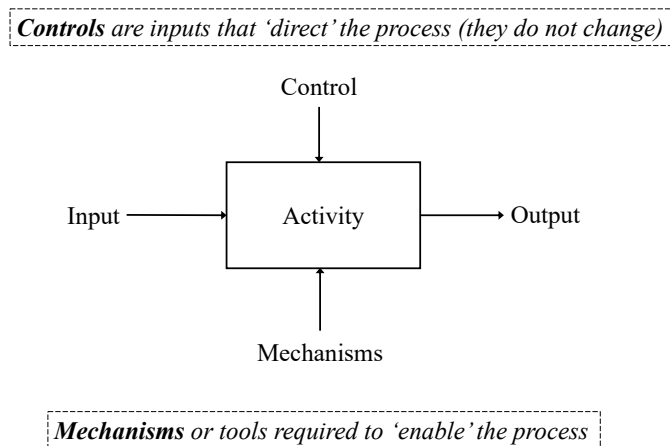 Controls are inputs that ‘direct’ the process (they do not change)
Control
Input
Activity
Output
Mechanisms
Mechanisms or tools required to ‘enable’ the process